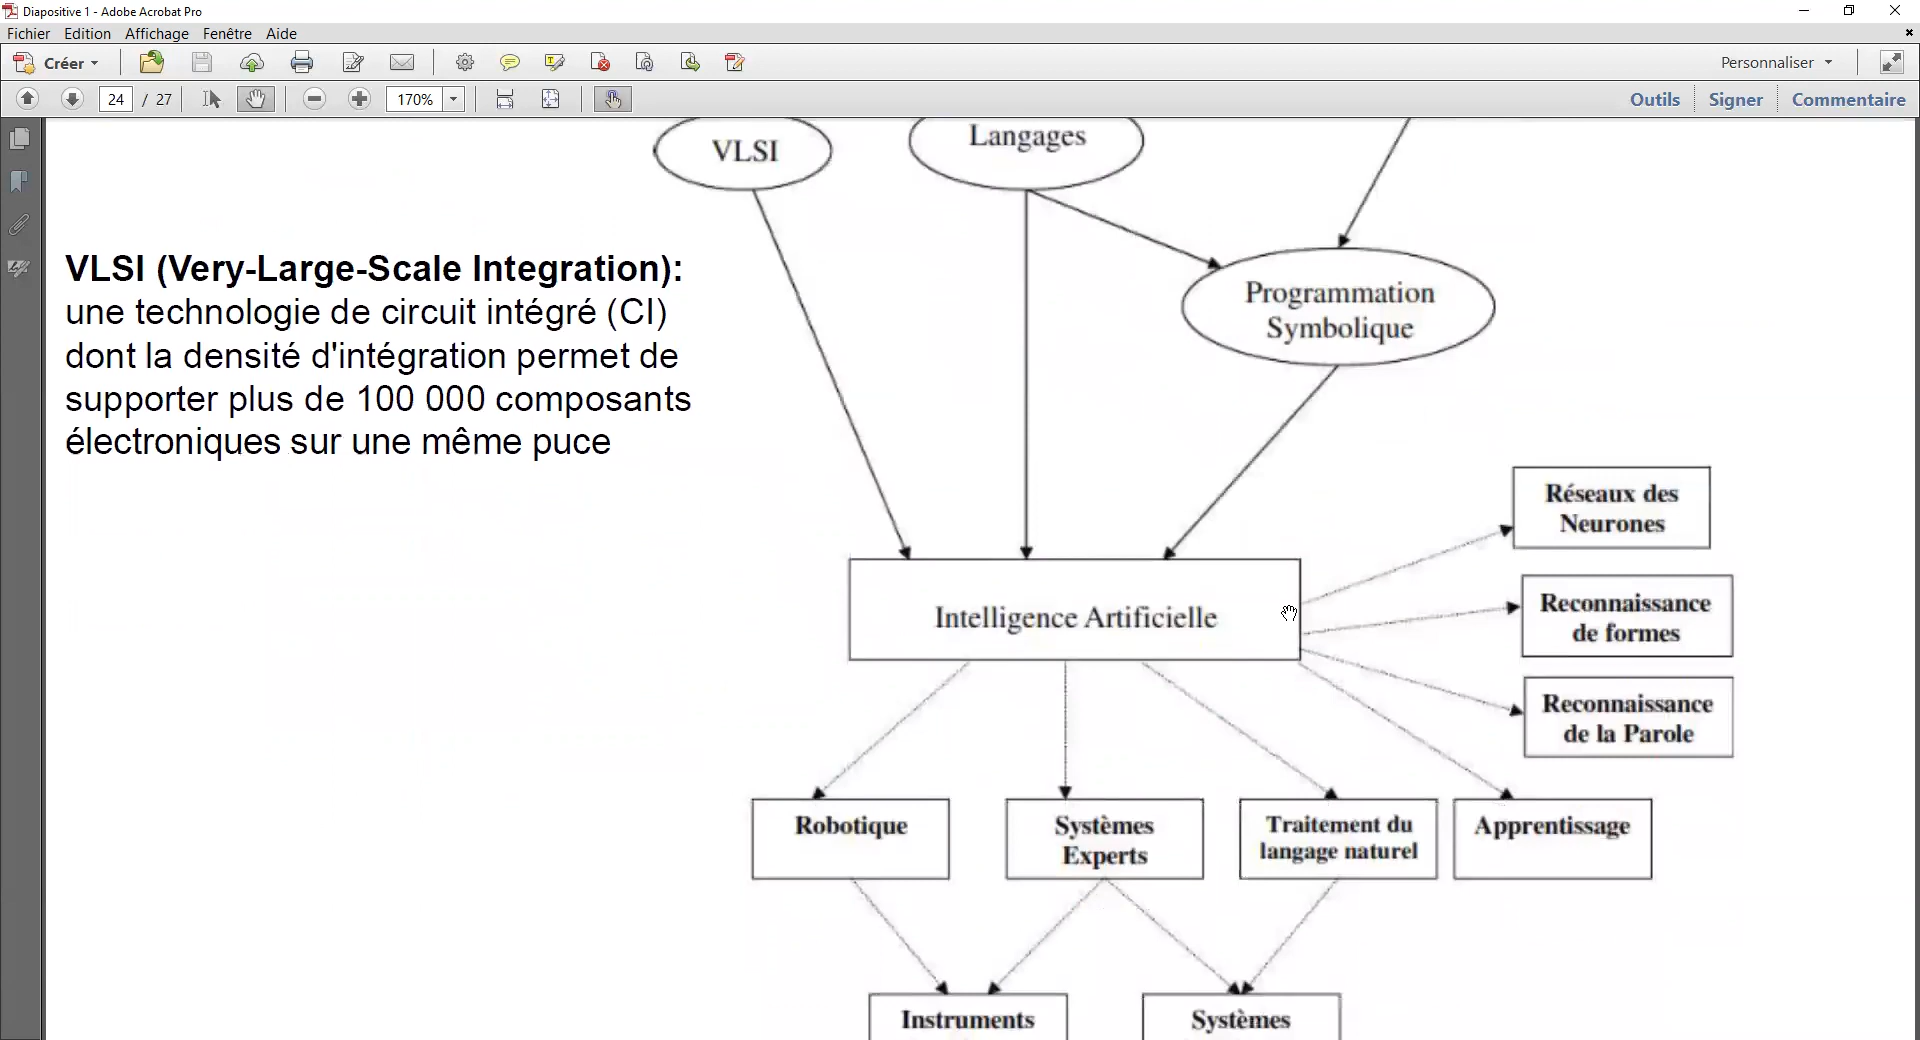 Diapositive 1 - Adobe Acrobat Pro
Fichier Edition Affichage Fenêtre Aide
Créer
Personnaliser
24 / 27
170%
Outils Signer Commentaire
VLSI
Langages
VLSI (Very-Large-Scale Integration):
une technologie de circuit intégré (CI)
dont la densité d'intégration permet de
supporter plus de 100 000 composants
électroniques sur une même puce
Programmation
Symbolique
Réseaux des
Neurones
Intelligence Artificielle
Reconnaissance
de formes
Reconnaissance
de la Parole
Robotique
Systèmes
Experts
Traitement du
langage naturel
Apprentissage
Instruments
Systèmes